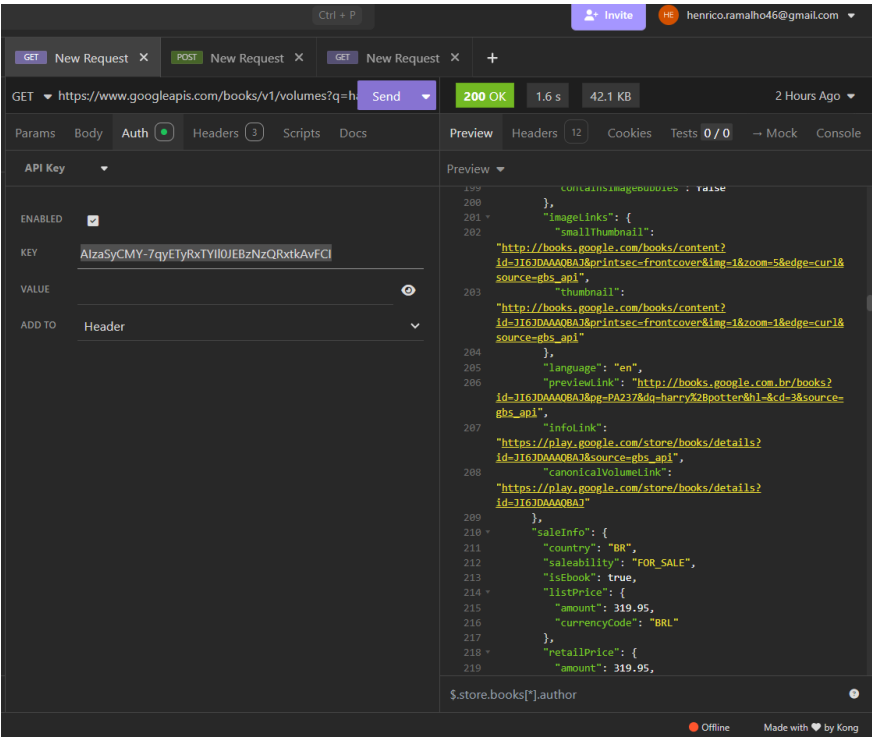 Ctrl + P
Invite
HE henrico.ramalho46@gmail.com
GET New Request
POST New Request
GET New Request
GET https://www.googleapis.com/books/v1/volumes?q=ha
Send
200 OK 1.6 s 42.1 KB 2 Hours Ago
Params Body Auth Headers 3 Scripts Docs
Preview Headers 12 Cookies Tests 0 / 0 → Mock Console
API Key
Preview
ENABLED
KEY AIzaSyCMY-7qyETyRxTYIl0JEBzNzQRxtkAvFCI
VALUE
ADD TO Header
199 "containsImageBubbles": false
200 },
201 "imageLinks": {
202 "smallThumbnail":
"http://books.google.com/books/content?
id=JI6JDAAAQBAJ&printsec=frontcover&img=1&zoom=5&edge=curl&
source=gbs_api",
203 "thumbnail":
"http://books.google.com/books/content?
id=JI6JDAAAQBAJ&printsec=frontcover&img=1&zoom=1&edge=curl&
source=gbs_api"
204 },
205 "language": "en",
206 "previewLink": "http://books.google.com.br/books?
id=JI6JDAAAQBAJ&pg=PA237&dq=harry%2Bpotter&hl=&cd=3&source=
gbs_api",
207 "infoLink":
"https://play.google.com/store/books/details?
id=JI6JDAAAQBAJ&source=gbs_api",
208 "canonicalVolumeLink":
"https://play.google.com/store/books/details?
id=JI6JDAAAQBAJ"
209 },
210 "saleInfo": {
211 "country": "BR",
212 "saleability": "FOR_SALE",
213 "isEbook": true,
214 "listPrice": {
215 "amount": 319.95,
216 "currencyCode": "BRL"
217 },
218 "retailPrice": {
219 "amount": 319.95,
$.store.books[*].author
Offline Made with ♥ by Kong